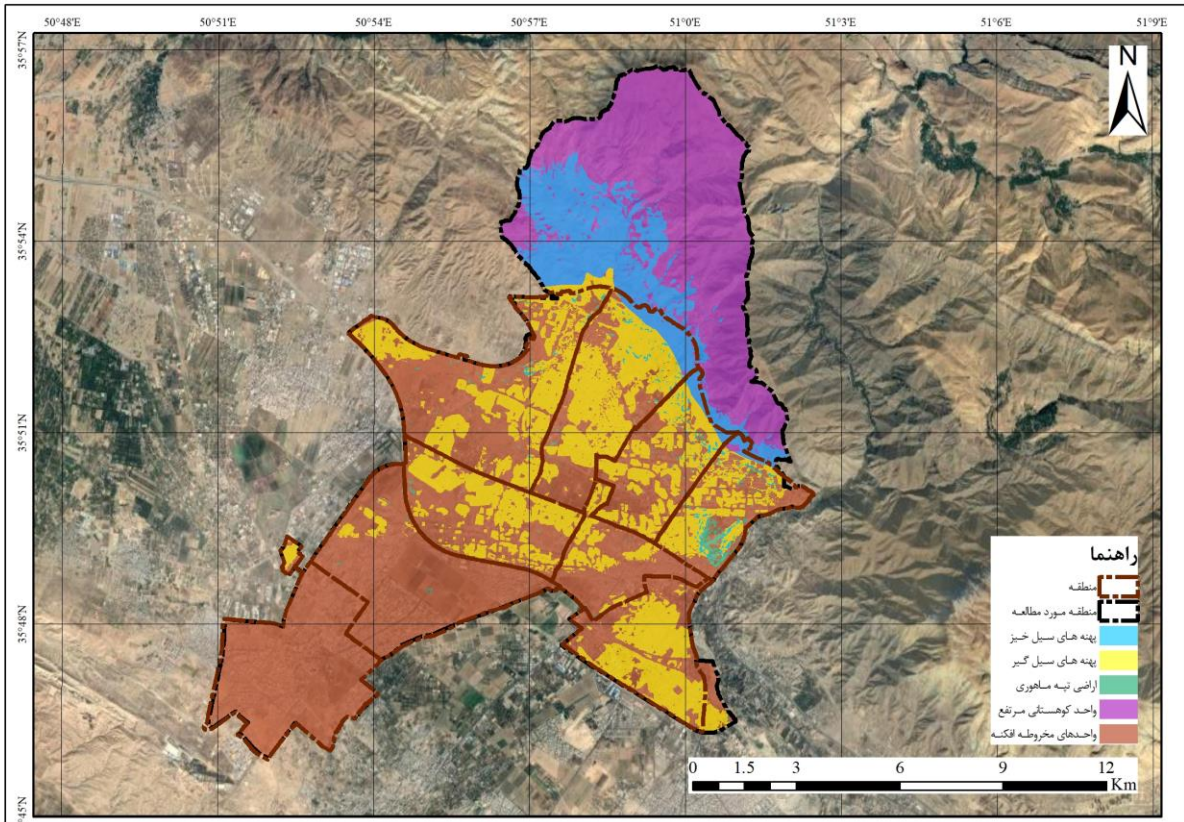 50°48'E 50°51'E 50°54'E 50°57'E 51°0'E 51°3'E 51°6'E 51°9'E
35°57'N
35°54'N
35°51'N
35°48'N
35°45'N
N
راهنما
منطقه
منطقه مورد مطالعه
پهنه های سیل خیز
پهنه های سیل گیر
اراضی تپه ماهوری
واحد کوهستانی مرتفع
واحدهای مخروطه افکنه
0 1.5 3 6 9 12
Km